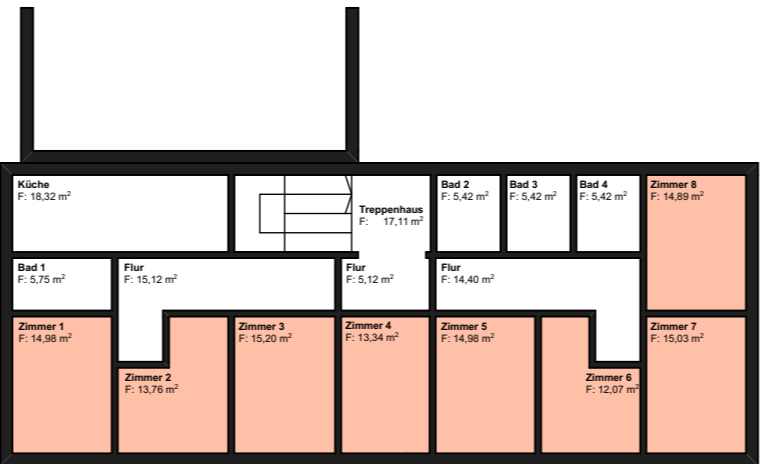 Küche
F: 18,32 m²
Treppenhaus
F: 17,11 m²
Bad 2
F: 5,42 m²
Bad 3
F: 5,42 m²
Bad 4
F: 5,42 m²
Zimmer 8
F: 14,89 m²
Bad 1
F: 5,75 m²
Flur
F: 15,12 m²
Flur
F: 5,12 m²
Flur
F: 14,40 m²
Zimmer 1
F: 14,98 m²
Zimmer 2
F: 13,76 m²
Zimmer 3
F: 15,20 m²
Zimmer 4
F: 13,34 m²
Zimmer 5
F: 14,98 m²
Zimmer 6
F: 12,07 m²
Zimmer 7
F: 15,03 m²